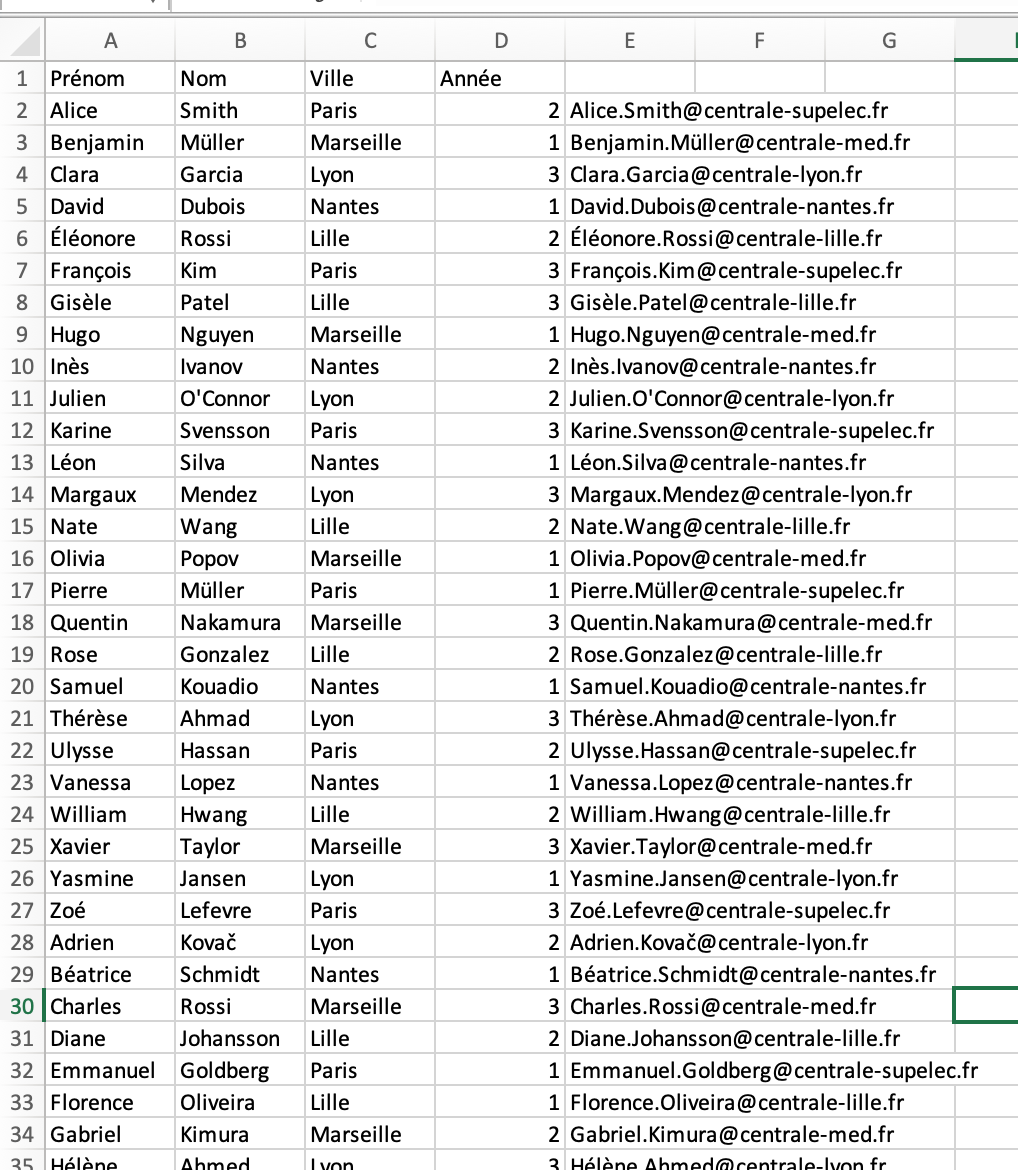 A B C D E F G
1 Prénom Nom Ville Année
2 Alice Smith Paris 2 Alice.Smith@centrale-supelec.fr
3 Benjamin Müller Marseille 1 Benjamin.Müller@centrale-med.fr
4 Clara Garcia Lyon 3 Clara.Garcia@centrale-lyon.fr
5 David Dubois Nantes 1 David.Dubois@centrale-nantes.fr
6 Éléonore Rossi Lille 2 Éléonore.Rossi@centrale-lille.fr
7 François Kim Paris 3 François.Kim@centrale-supelec.fr
8 Gisèle Patel Lille 3 Gisèle.Patel@centrale-lille.fr
9 Hugo Nguyen Marseille 1 Hugo.Nguyen@centrale-med.fr
10 Inès Ivanov Nantes 2 Inès.Ivanov@centrale-nantes.fr
11 Julien O'Connor Lyon 2 Julien.O'Connor@centrale-lyon.fr
12 Karine Svensson Paris 3 Karine.Svensson@centrale-supelec.fr
13 Léon Silva Nantes 1 Léon.Silva@centrale-nantes.fr
14 Margaux Mendez Lyon 3 Margaux.Mendez@centrale-lyon.fr
15 Nate Wang Lille 2 Nate.Wang@centrale-lille.fr
16 Olivia Popov Marseille 1 Olivia.Popov@centrale-med.fr
17 Pierre Müller Paris 1 Pierre.Müller@centrale-supelec.fr
18 Quentin Nakamura Marseille 3 Quentin.Nakamura@centrale-med.fr
19 Rose Gonzalez Lille 2 Rose.Gonzalez@centrale-lille.fr
20 Samuel Kouadio Nantes 1 Samuel.Kouadio@centrale-nantes.fr
21 Thérèse Ahmad Lyon 3 Thérèse.Ahmad@centrale-lyon.fr
22 Ulysse Hassan Paris 2 Ulysse.Hassan@centrale-supelec.fr
23 Vanessa Lopez Nantes 1 Vanessa.Lopez@centrale-nantes.fr
24 William Hwang Lille 2 William.Hwang@centrale-lille.fr
25 Xavier Taylor Marseille 3 Xavier.Taylor@centrale-med.fr
26 Yasmine Jansen Lyon 1 Yasmine.Jansen@centrale-lyon.fr
27 Zoé Lefevre Paris 3 Zoé.Lefevre@centrale-supelec.fr
28 Adrien Kovač Lyon 2 Adrien.Kovač@centrale-lyon.fr
29 Béatrice Schmidt Nantes 1 Béatrice.Schmidt@centrale-nantes.fr
30 Charles Rossi Marseille 3 Charles.Rossi@centrale-med.fr
31 Diane Johansson Lille 2 Diane.Johansson@centrale-lille.fr
32 Emmanuel Goldberg Paris 1 Emmanuel.Goldberg@centrale-supelec.fr
33 Florence Oliveira Lille 1 Florence.Oliveira@centrale-lille.fr
34 Gabriel Kimura Marseille 2 Gabriel.Kimura@centrale-med.fr
35 Hélène Ahmed Lyon 3 Hélène.Ahmed@centrale-lyon.fr